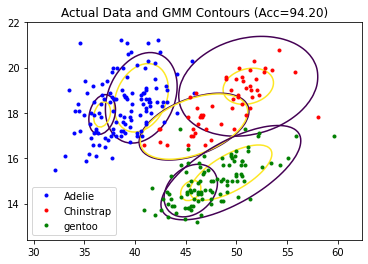 Actual Data and GMM Contours (Acc=94.20)
22
20
18
16
14
Adelie
Chinstrap
gentoo
30 35 40 45 50 55 60